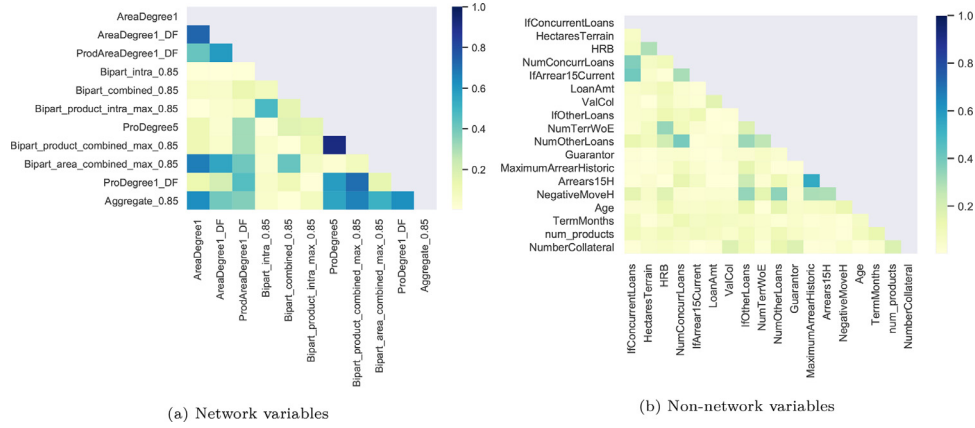 AreaDegree1
AreaDegree1_DF
ProdAreaDegree1_DF
Bipart_intra_0.85
Bipart_combined_0.85
Bipart_product_intra_max_0.85
ProDegree5
Bipart_product_combined_max_0.85
Bipart_area_combined_max_0.85
ProDegree1_DF
Aggregate_0.85
AreaDegree1
AreaDegree1_DF
ProdAreaDegree1_DF
Bipart_intra_0.85
Bipart_combined_0.85
Bipart_product_intra_max_0.85
ProDegree5
Bipart_product_combined_max_0.85
Bipart_area_combined_max_0.85
ProDegree1_DF
Aggregate_0.85
1.0
0.8
0.6
0.4
0.2
(a) Network variables
IfConcurrentLoans
HectaresTerrain
HRB
NumConcurrLoans
IfArrear15Current
LoanAmt
ValCol
IfOtherLoans
NumTerrWoE
NumOtherLoans
Guarantor
MaximumArrearHistoric
Arrears15H
NegativeMoveH
Age
TermMonths
num_products
NumberCollateral
IfConcurrentLoans
HectaresTerrain
HRB
NumConcurrLoans
IfArrear15Current
LoanAmt
ValCol
IfOtherLoans
NumTerrWoE
NumOtherLoans
Guarantor
MaximumArrearHistoric
Arrears15H
NegativeMoveH
Age
TermMonths
num_products
NumberCollateral
1.0
0.8
0.6
0.4
0.2
(b) Non-network variables